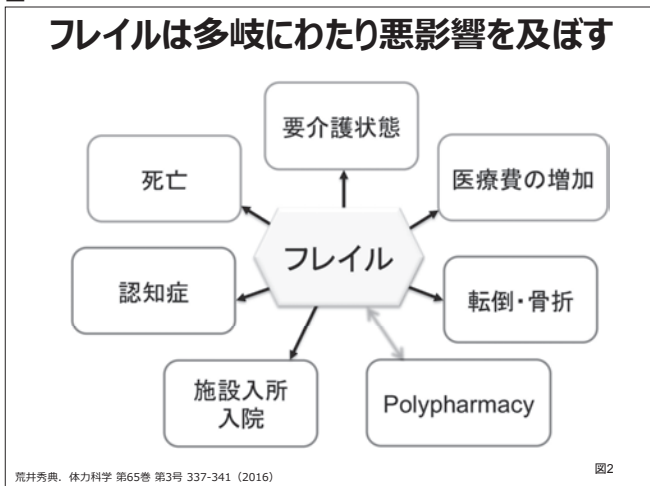 フレイルは多岐にわたり悪影響を及ぼす
要介護状態
死亡
医療費の増加
フレイル
認知症
転倒・骨折
施設入所
入院
Polypharmacy
荒井秀典. 体力科学 第65巻 第3号 337-341（2016）
図2